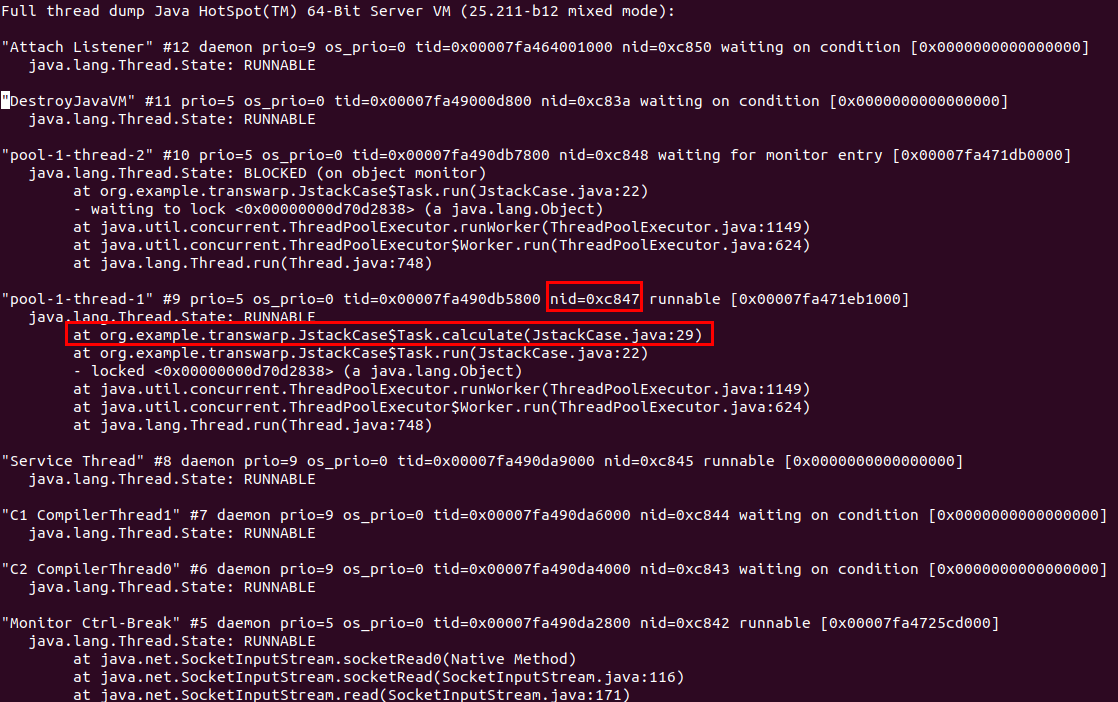 Full thread dump Java HotSpot(TM) 64-Bit Server VM (25.211-b12 mixed mode):
"Attach Listener" #12 daemon prio=9 os_prio=0 tid=0x00007fa464001000 nid=0xc850 waiting on condition [0x0000000000000000]
java.lang.Thread.State: RUNNABLE
"DestroyJavaVM" #11 prio=5 os_prio=0 tid=0x00007fa49000d800 nid=0xc83a waiting on condition [0x0000000000000000]
java.lang.Thread.State: RUNNABLE
"pool-1-thread-2" #10 prio=5 os_prio=0 tid=0x00007fa490db7800 nid=0xc848 waiting for monitor entry [0x00007fa471db0000]
java.lang.Thread.State: BLOCKED (on object monitor)
at org.example.transwarp.JstackCase$Task.run(JstackCase.java:22)
- waiting to lock <0x00000000d70d2838> (a java.lang.Object)
at java.util.concurrent.ThreadPoolExecutor.runWorker(ThreadPoolExecutor.java:1149)
at java.util.concurrent.ThreadPoolExecutor$Worker.run(ThreadPoolExecutor.java:624)
at java.lang.Thread.run(Thread.java:748)
"pool-1-thread-1" #9 prio=5 os_prio=0 tid=0x00007fa490db5800 nid=0xc847 runnable [0x00007fa471eb1000]
java.lang.Thread.State: RUNNABLE
at org.example.transwarp.JstackCase$Task.calculate(JstackCase.java:29)
at org.example.transwarp.JstackCase$Task.run(JstackCase.java:22)
- locked <0x00000000d70d2838> (a java.lang.Object)
at java.util.concurrent.ThreadPoolExecutor.runWorker(ThreadPoolExecutor.java:1149)
at java.util.concurrent.ThreadPoolExecutor$Worker.run(ThreadPoolExecutor.java:624)
at java.lang.Thread.run(Thread.java:748)
"Service Thread" #8 daemon prio=9 os_prio=0 tid=0x00007fa490da9000 nid=0xc845 runnable [0x0000000000000000]
java.lang.Thread.State: RUNNABLE
"C1 CompilerThread1" #7 daemon prio=9 os_prio=0 tid=0x00007fa490da6000 nid=0xc844 waiting on condition [0x0000000000000000]
java.lang.Thread.State: RUNNABLE
"C2 CompilerThread0" #6 daemon prio=9 os_prio=0 tid=0x00007fa490da4000 nid=0xc843 waiting on condition [0x0000000000000000]
java.lang.Thread.State: RUNNABLE
"Monitor Ctrl-Break" #5 daemon prio=5 os_prio=0 tid=0x00007fa490da2800 nid=0xc842 runnable [0x00007fa4725cd000]
java.lang.Thread.State: RUNNABLE
at java.net.SocketInputStream.socketRead0(Native Method)
at java.net.SocketInputStream.socketRead(SocketInputStream.java:116)
at java.net.SocketInputStream.read(SocketInputStream.java:171)